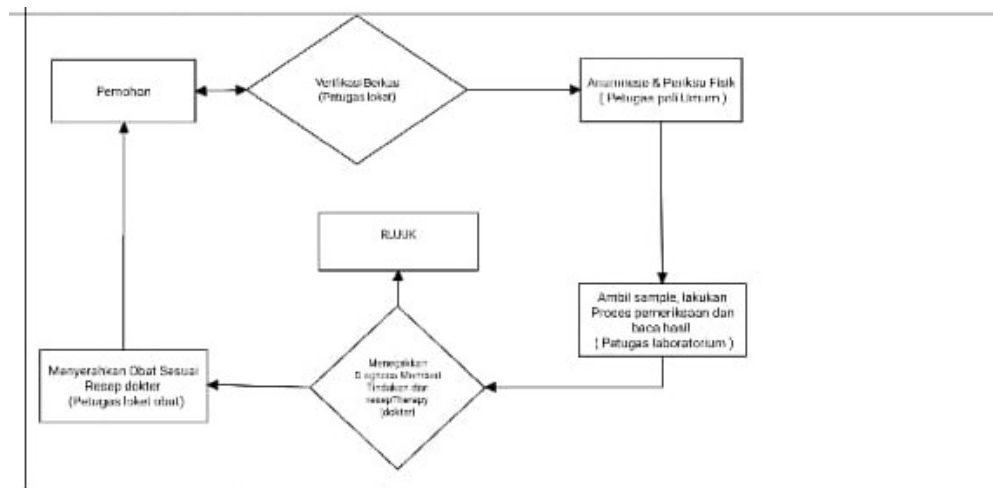 Pemohon
Verifikasi Berkas
(Petugas loket)
Anamnese & Periksa Fisik
( Petugas poli Umum )
RUJUK
Ambil sample, lakukan
Proses pemeriksaan dan
baca hasil
( Petugas laboratorium )
Menegakkan
Diagnosa Membuat
Tindakan dan
resep/Therapy
(dokter)
Menyerahkan Obat Sesuai
Resep dokter
(Petugas loket obat)